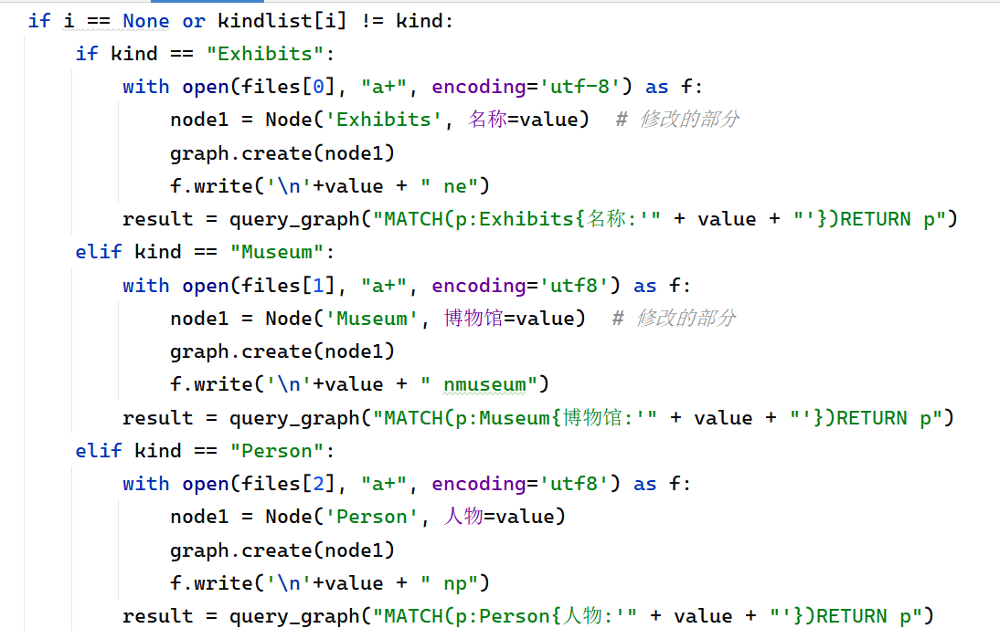 if i == None or kindlist[i] != kind:
    if kind == "Exhibits":
        with open(files[0], "a+", encoding='utf-8') as f:
            node1 = Node('Exhibits', 名称=value)  # 修改的部分
            graph.create(node1)
            f.write('\n'+value + " ne")
        result = query_graph("MATCH(p:Exhibits{名称:'" + value + "'})RETURN p")
    elif kind == "Museum":
        with open(files[1], "a+", encoding='utf8') as f:
            node1 = Node('Museum', 博物馆=value)  # 修改的部分
            graph.create(node1)
            f.write('\n'+value + " nmuseum")
        result = query_graph("MATCH(p:Museum{博物馆:'" + value + "'})RETURN p")
    elif kind == "Person":
        with open(files[2], "a+", encoding='utf8') as f:
            node1 = Node('Person', 人物=value)
            graph.create(node1)
            f.write('\n'+value + " np")
        result = query_graph("MATCH(p:Person{人物:'" + value + "'})RETURN p")